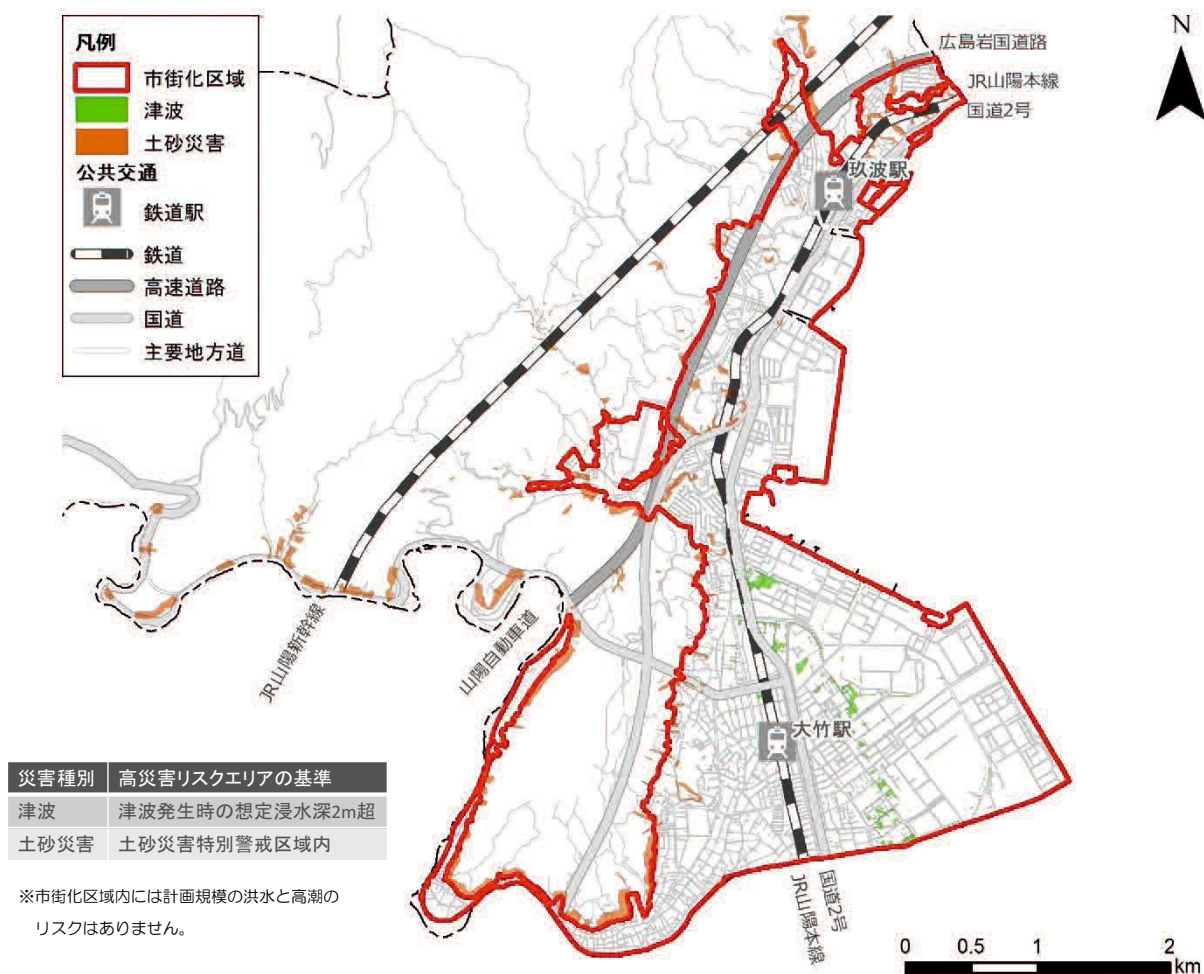 凡例
市街化区域
津波
土砂災害
公共交通
鉄道駅
鉄道
高速道路
国道
主要地方道
広島岩国道路
JR山陽本線
国道2号
N
玖波駅
JR山陽新幹線
山陽自動車道
大竹駅
災害種別 高災害リスクエリアの基準
津波 津波発生時の想定浸水深2m超
土砂災害 土砂災害特別警戒区域内
※市街化区域内には計画規模の洪水と高潮の
リスクはありません。
JR山陽本線
国道2号
0 0.5 1 2
km